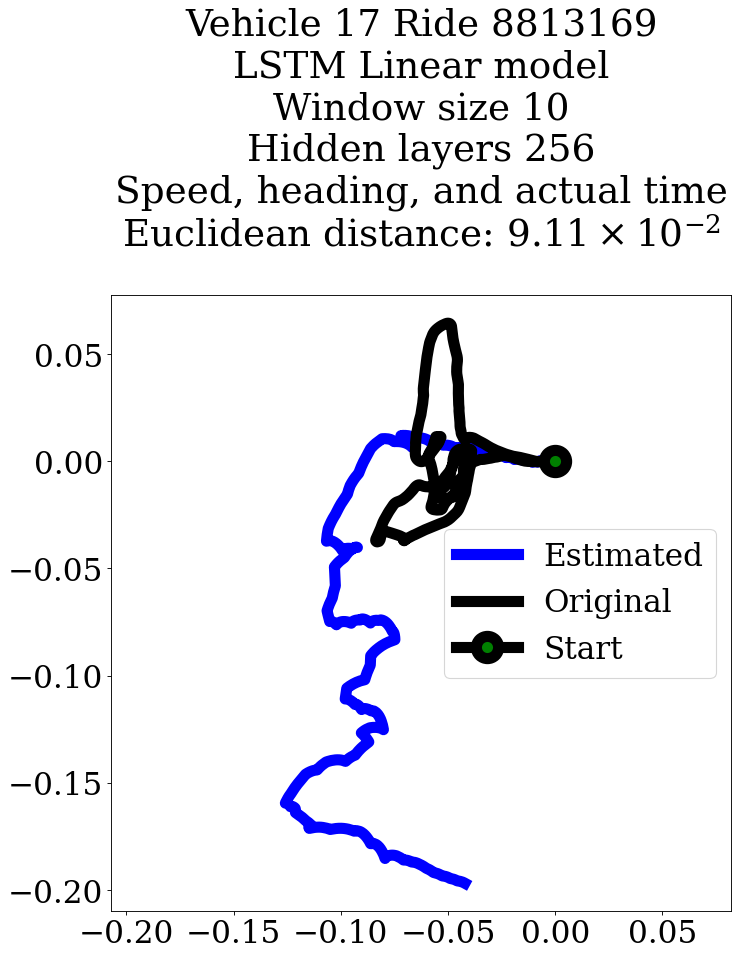 Vehicle 17 Ride 8813169
LSTM Linear model
Window size 10
Hidden layers 256
Speed, heading, and actual time
Euclidean distance: 9.11 × 10⁻²
0.05
0.00
−0.05
−0.10
−0.15
−0.20
Estimated
Original
Start
−0.20 −0.15 −0.10 −0.05 0.00 0.05